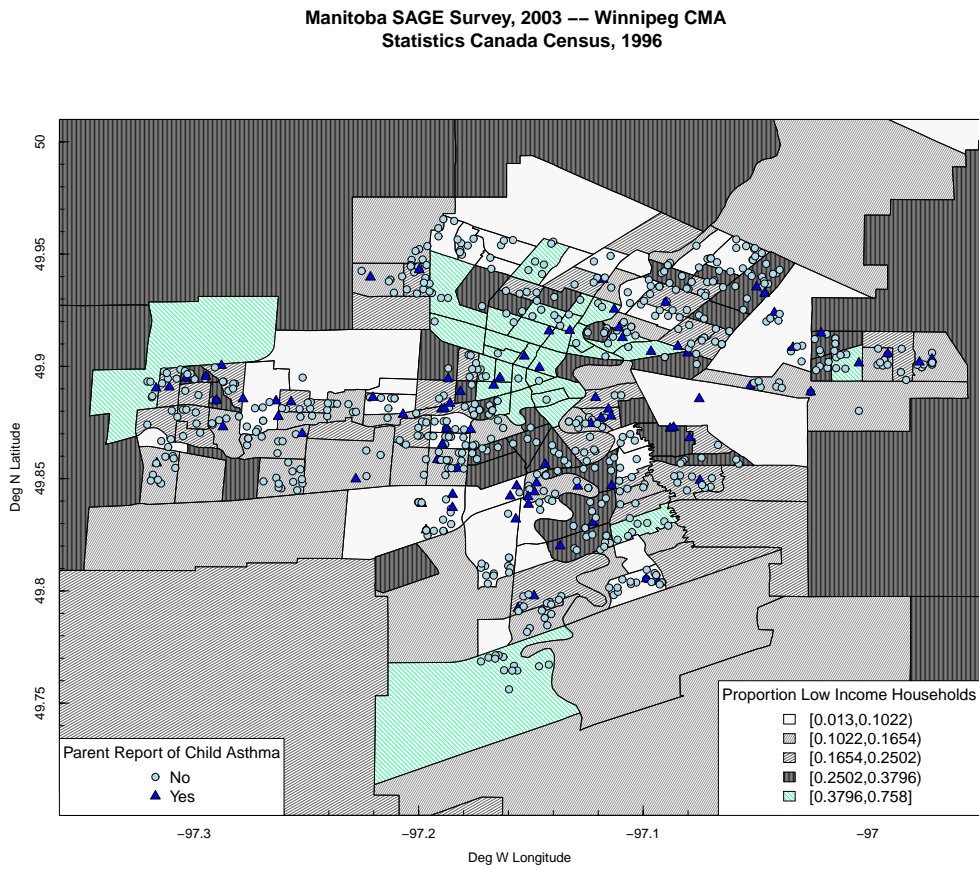 Manitoba SAGE Survey, 2003 −− Winnipeg CMA
Statistics Canada Census, 1996
50
49.95
49.9
49.85
49.8
49.75
Deg N Latitude
−97.3
−97.2
−97.1
−97
Deg W Longitude
Parent Report of Child Asthma
No
Yes
Proportion Low Income Households
[0.013,0.1022)
[0.1022,0.1654)
[0.1654,0.2502)
[0.2502,0.3796)
[0.3796,0.758]